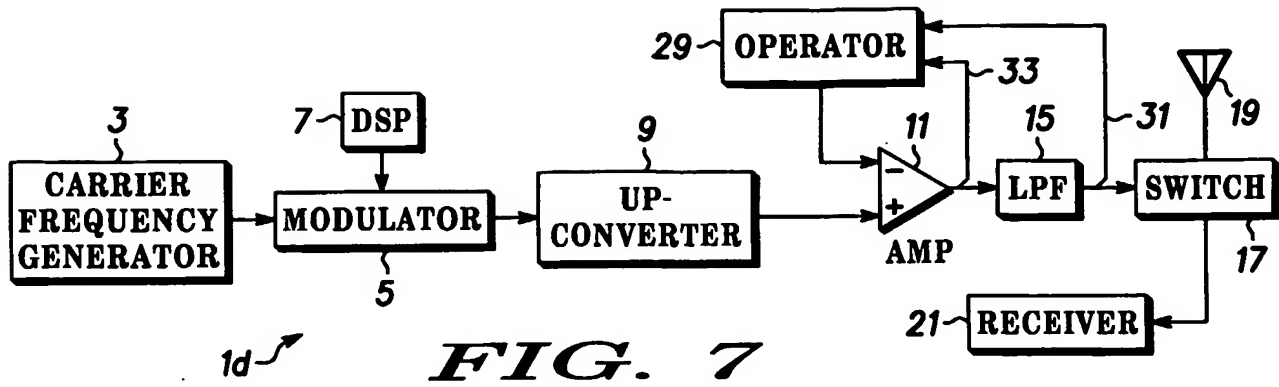 29
OPERATOR
33
7
DSP
3
9
11
15
31
19
CARRIER
FREQUENCY
GENERATOR
MODULATOR
UP-
CONVERTER
−
+
AMP
LPF
SWITCH
5
17
21
RECEIVER
1d
FIG. 7